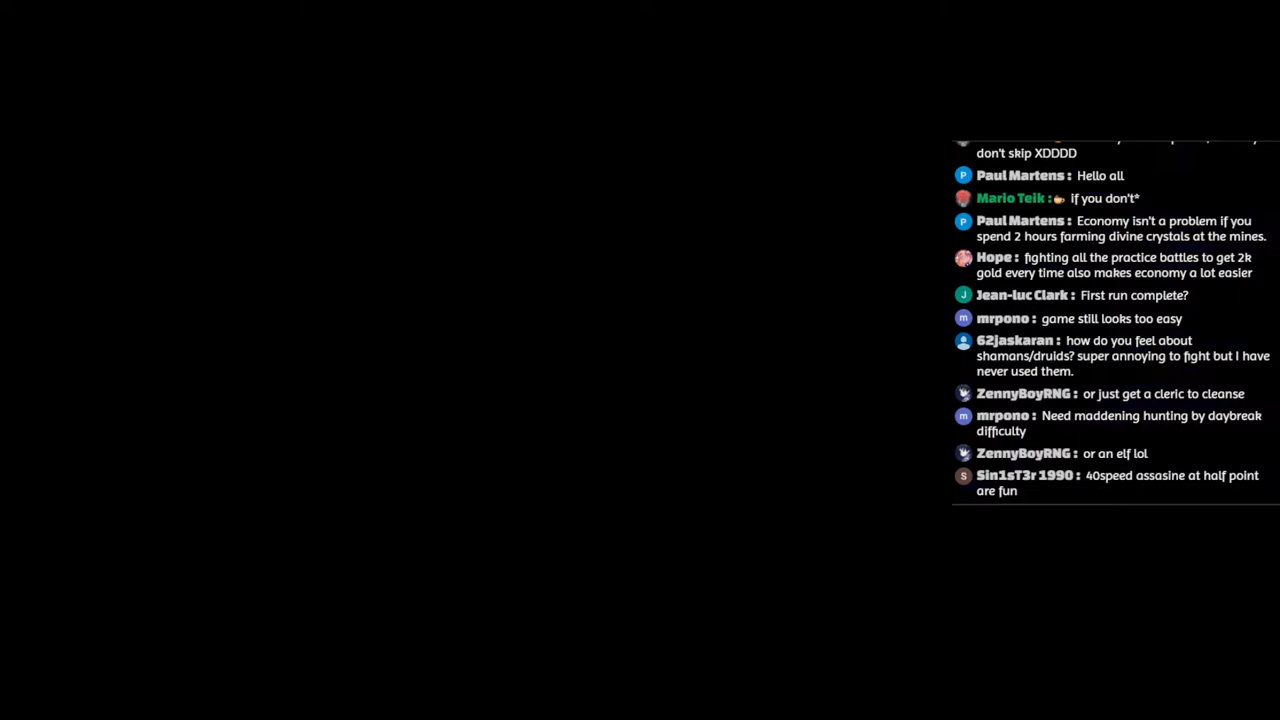 don't skip XDDDD
P Paul Martens : Hello all
Mario Teik : if you don't*
P Paul Martens : Economy isn't a problem if you
spend 2 hours farming divine crystals at the mines.
Hope : fighting all the practice battles to get 2k
gold every time also makes economy a lot easier
J Jean-luc Clark : First run complete?
m mrpono : game still looks too easy
62jaskaran : how do you feel about
shamans/druids? super annoying to fight but I have
never used them.
ZennyBoyRNG : or just get a cleric to cleanse
m mrpono : Need maddening hunting by daybreak
difficulty
ZennyBoyRNG : or an elf lol
S Sin1sT3r 1990 : 40speed assasine at half point
are fun